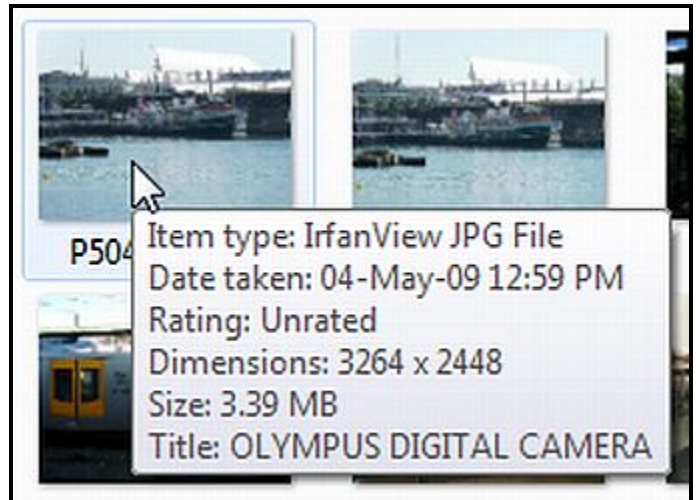 P504
Item type: IrfanView JPG File
Date taken: 04-May-09 12:59 PM
Rating: Unrated
Dimensions: 3264 x 2448
Size: 3.39 MB
Title: OLYMPUS DIGITAL CAMERA